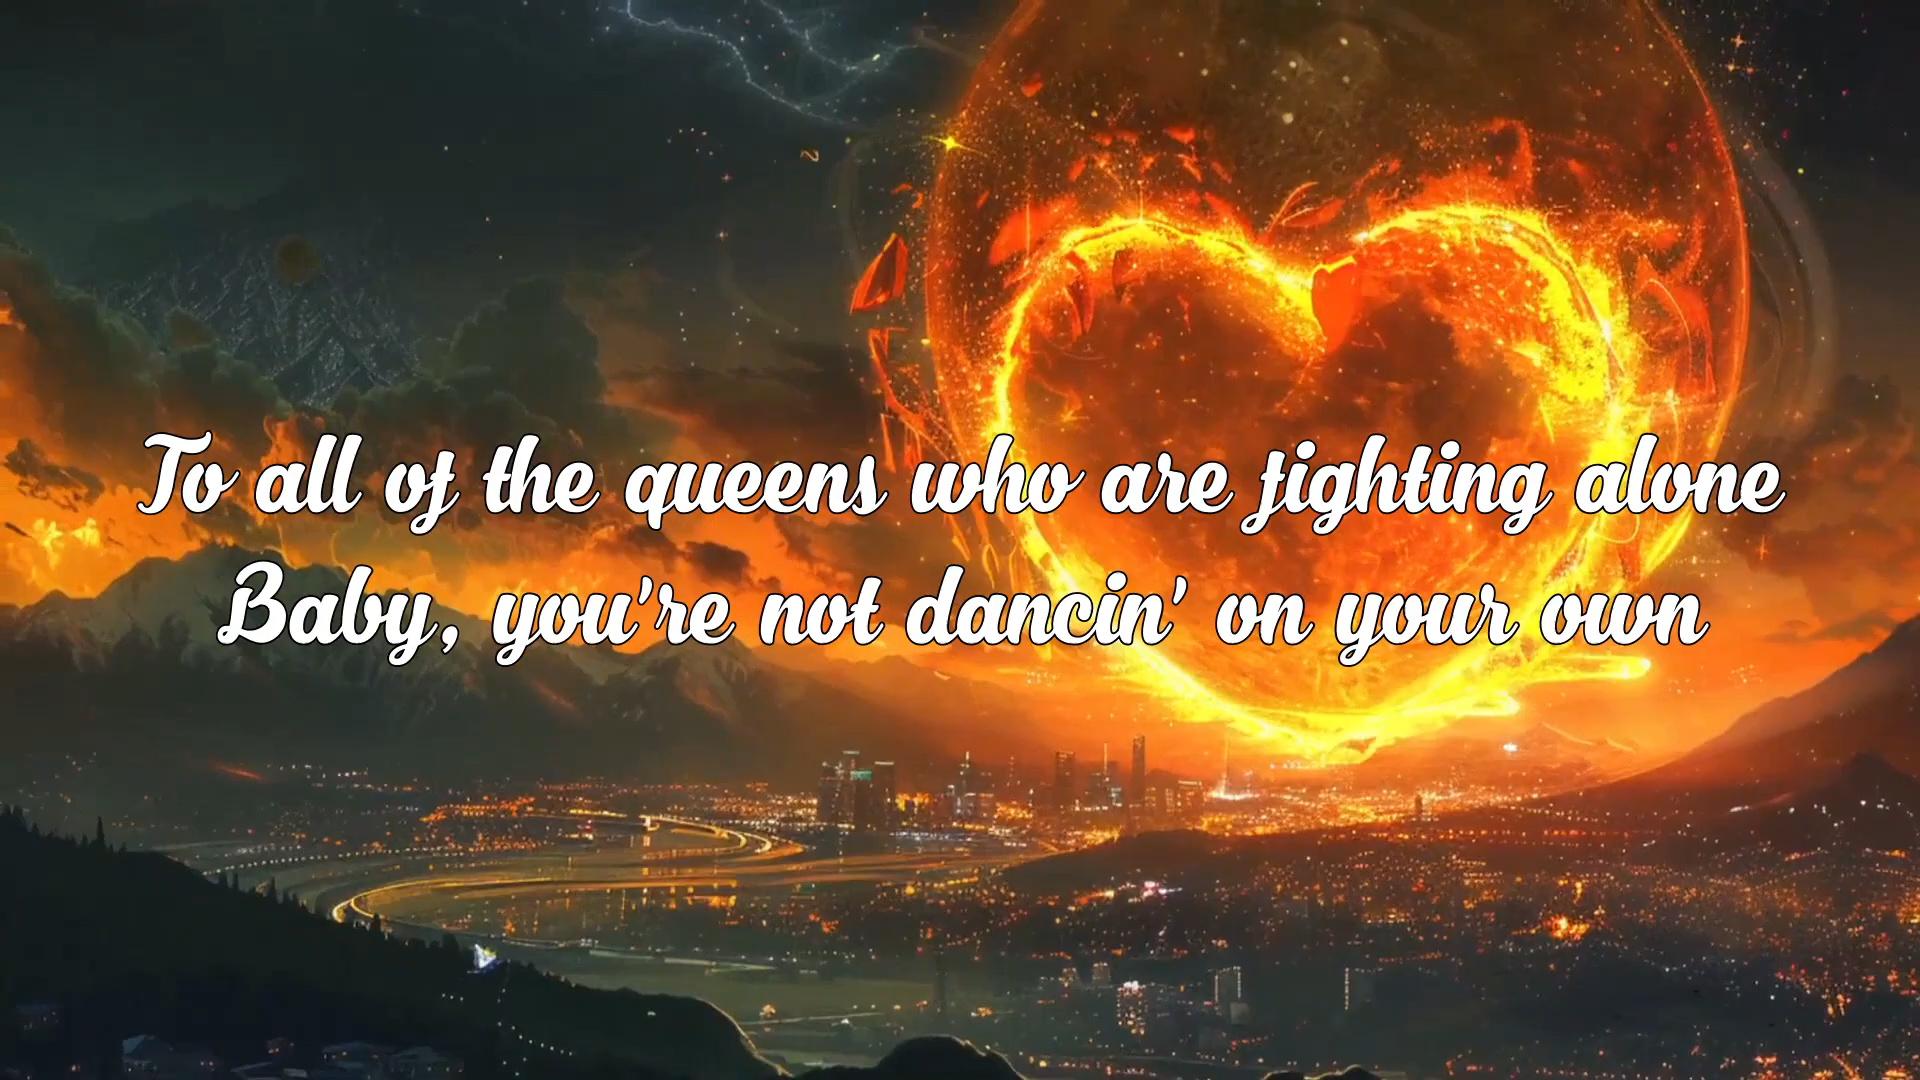 To all of the queens who are fighting alone
Baby, you're not dancin' on your own